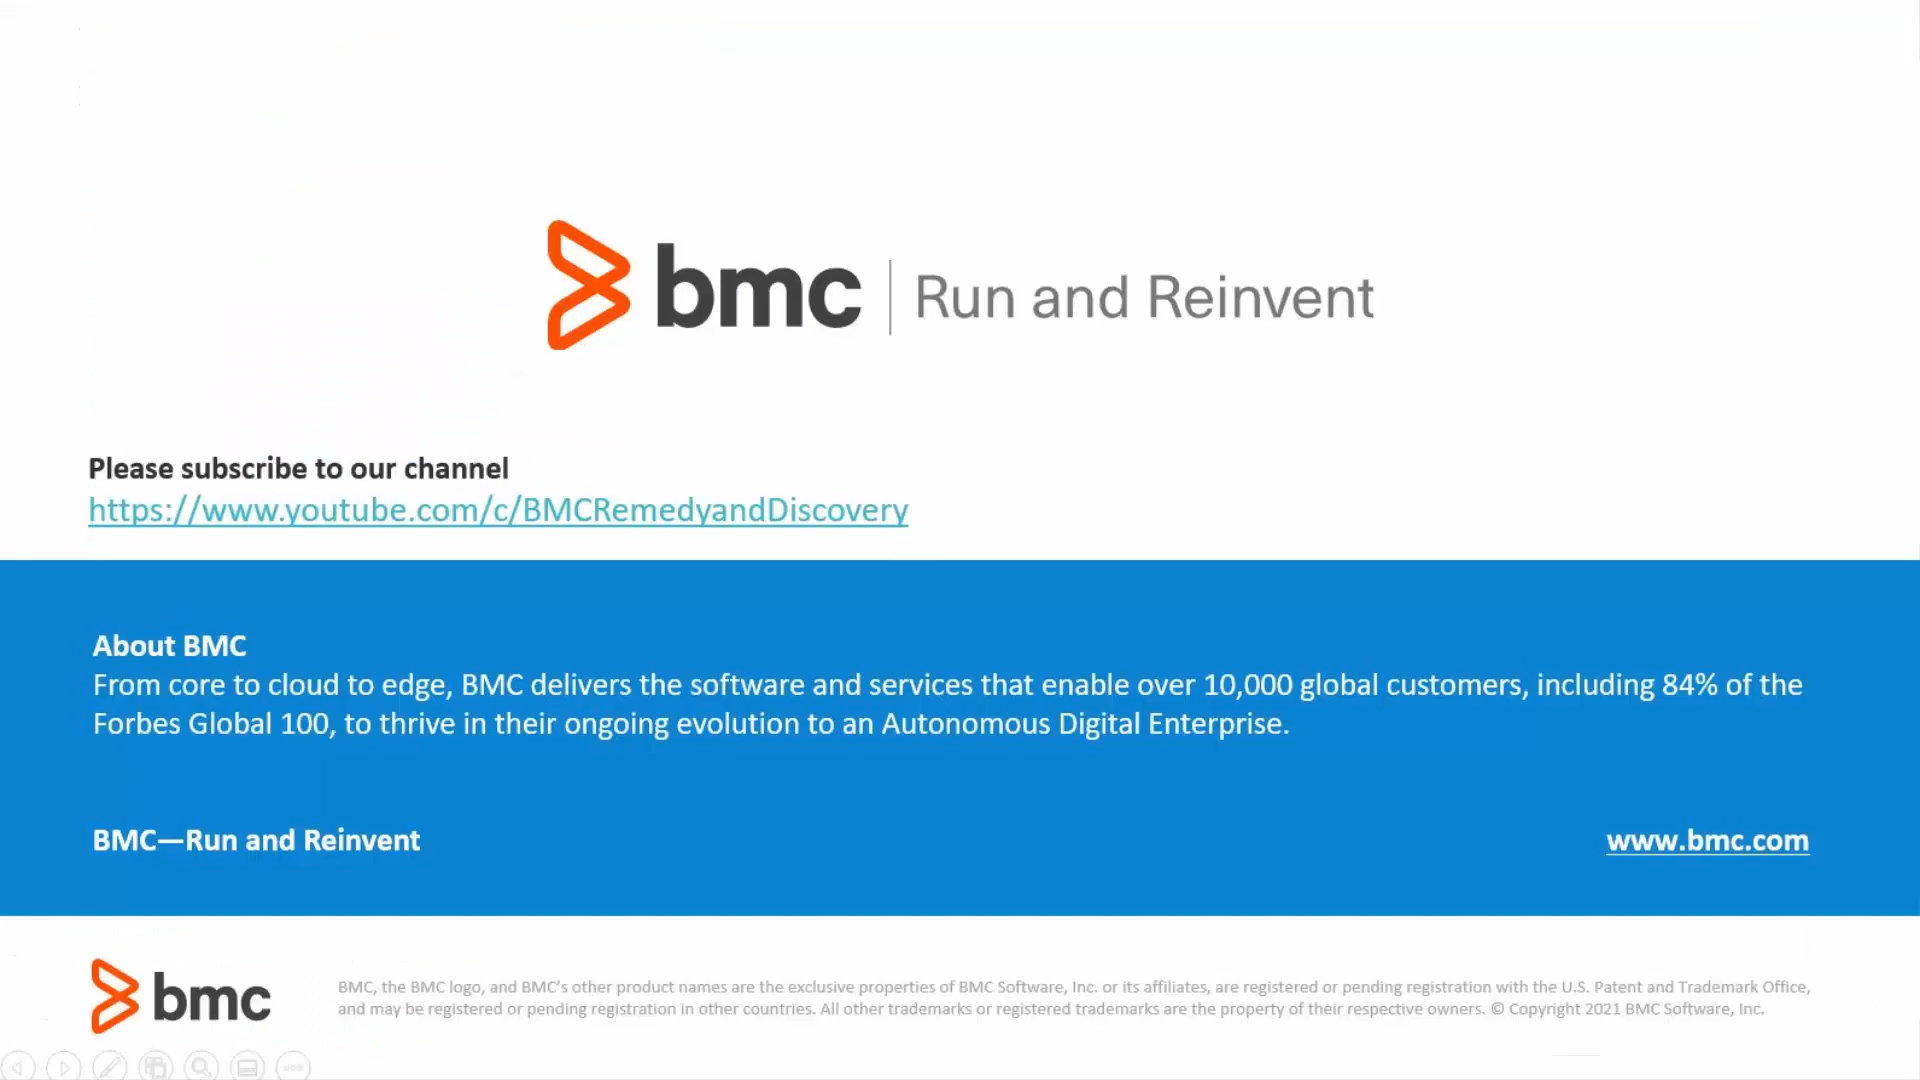 bmc | Run and Reinvent
Please subscribe to our channel
https://www.youtube.com/c/BMCRemedyandDiscovery
About BMC
From core to cloud to edge, BMC delivers the software and services that enable over 10,000 global customers, including 84% of the
Forbes Global 100, to thrive in their ongoing evolution to an Autonomous Digital Enterprise.
BMC—Run and Reinvent
www.bmc.com
bmc
BMC, the BMC logo, and BMC's other product names are the exclusive properties of BMC Software, Inc. or its affiliates, are registered or pending registration with the U.S. Patent and Trademark Office,
and may be registered or pending registration in other countries. All other trademarks or registered trademarks are the property of their respective owners. © Copyright 2021 BMC Software, Inc.